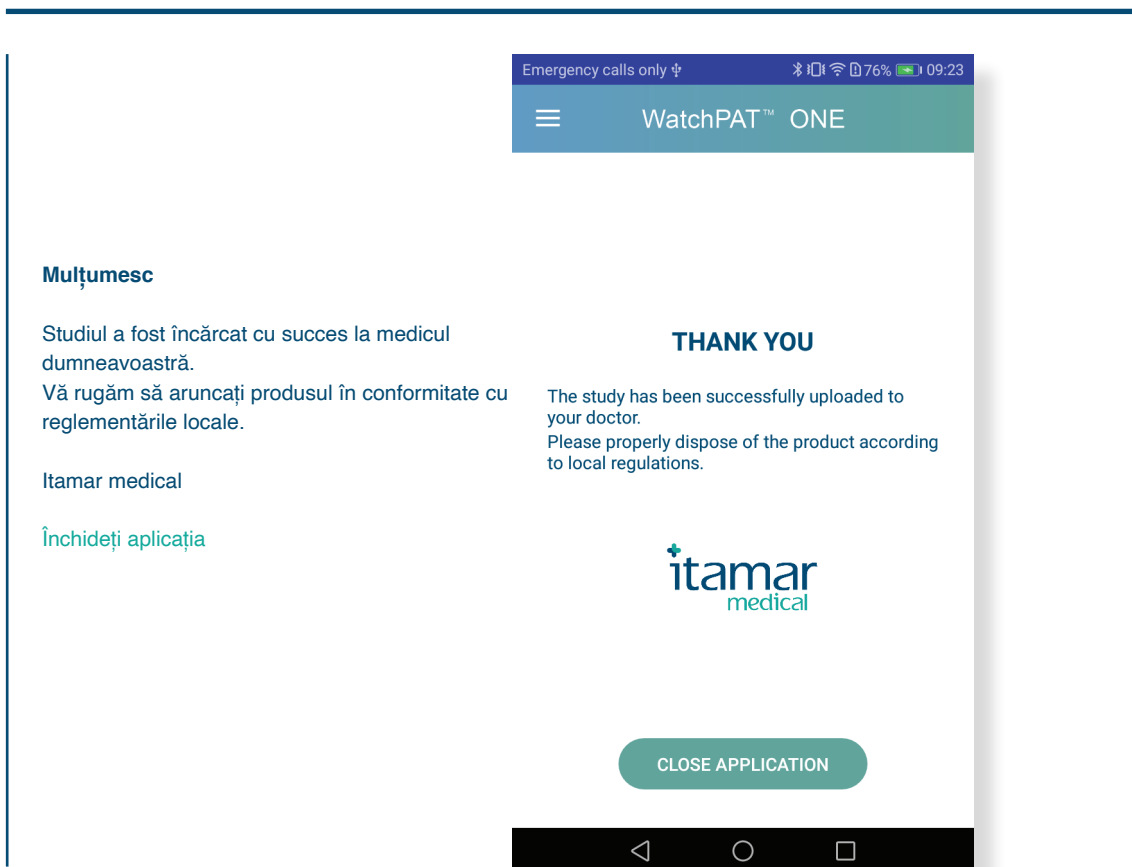 Mulțumesc
Studiul a fost încărcat cu succes la medicul
dumneavoastră.
Vă rugăm să aruncați produsul în conformitate cu
reglementările locale.
Itamar medical
Închideți aplicația
Emergency calls only 76% 09:23
WatchPAT™ ONE
THANK YOU
The study has been successfully uploaded to
your doctor.
Please properly dispose of the product according
to local regulations.
itamar
medical
CLOSE APPLICATION